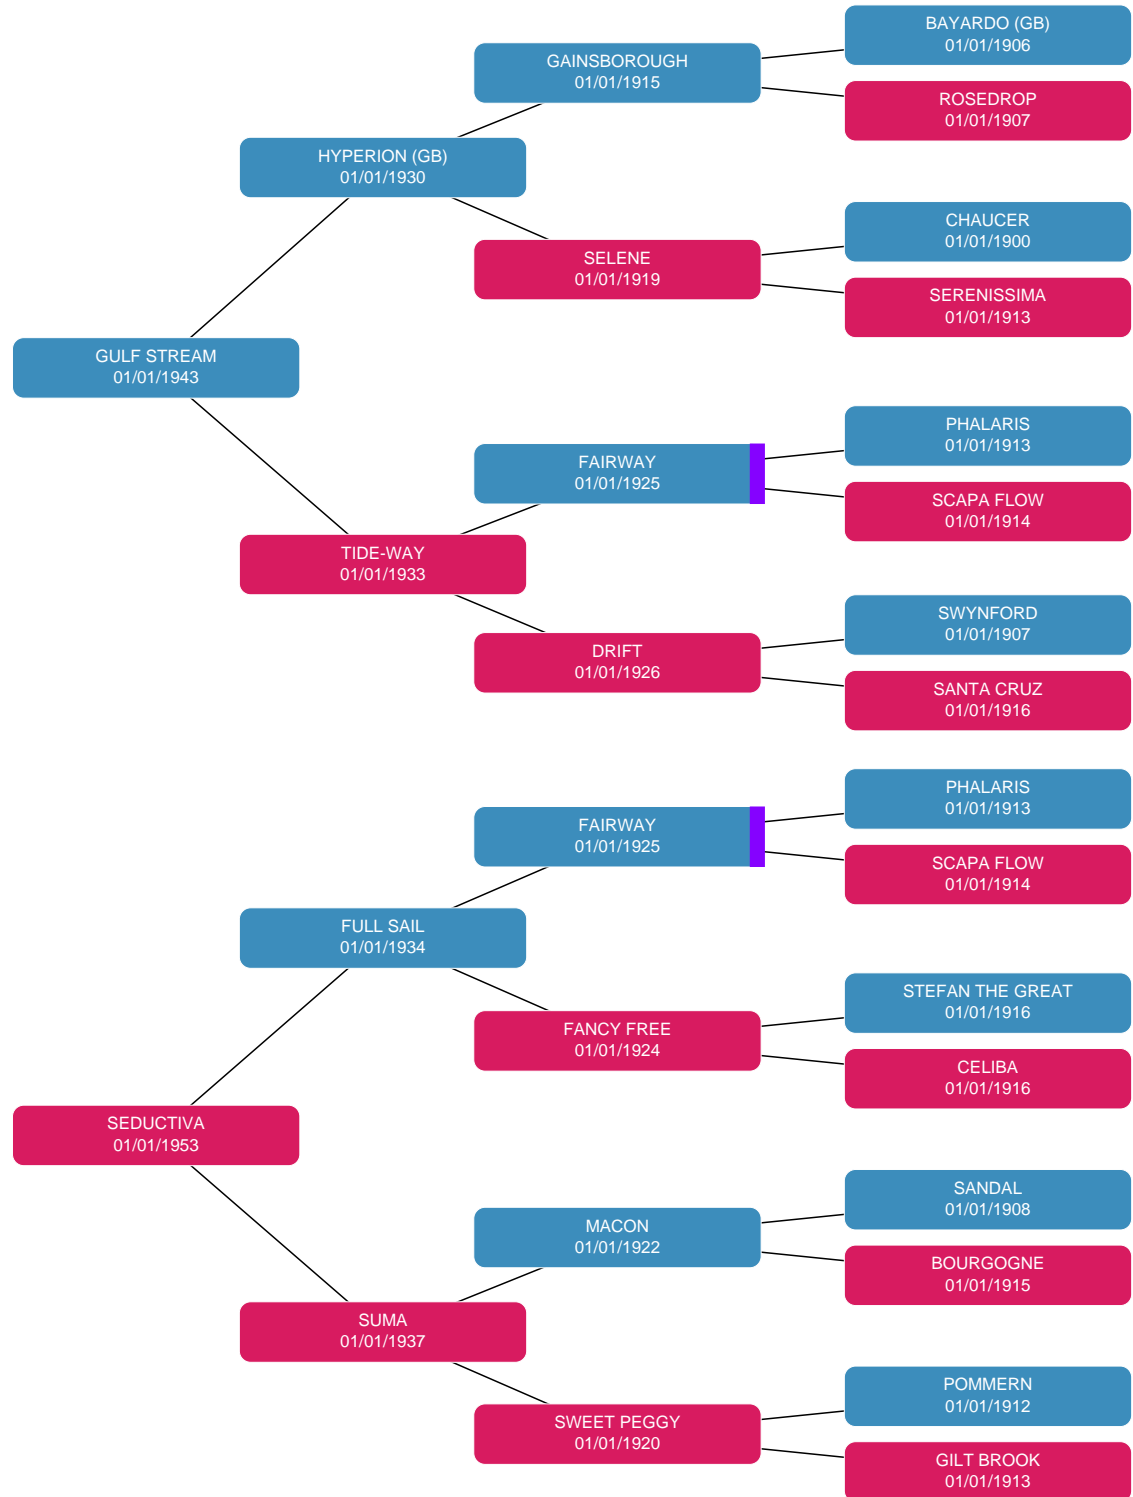 BAYARDO (GB)
01/01/1906
GAINSBOROUGH
01/01/1915
ROSEDROP
01/01/1907
HYPERION (GB)
01/01/1930
CHAUCER
01/01/1900
SELENE
01/01/1919
SERENISSIMA
01/01/1913
GULF STREAM
01/01/1943
PHALARIS
01/01/1913
FAIRWAY
01/01/1925
SCAPA FLOW
01/01/1914
TIDE-WAY
01/01/1933
SWYNFORD
01/01/1907
DRIFT
01/01/1926
SANTA CRUZ
01/01/1916
PHALARIS
01/01/1913
FAIRWAY
01/01/1925
SCAPA FLOW
01/01/1914
FULL SAIL
01/01/1934
STEFAN THE GREAT
01/01/1916
FANCY FREE
01/01/1924
CELIBA
01/01/1916
SEDUCTIVA
01/01/1953
SANDAL
01/01/1908
MACON
01/01/1922
BOURGOGNE
01/01/1915
SUMA
01/01/1937
POMMERN
01/01/1912
SWEET PEGGY
01/01/1920
GILT BROOK
01/01/1913